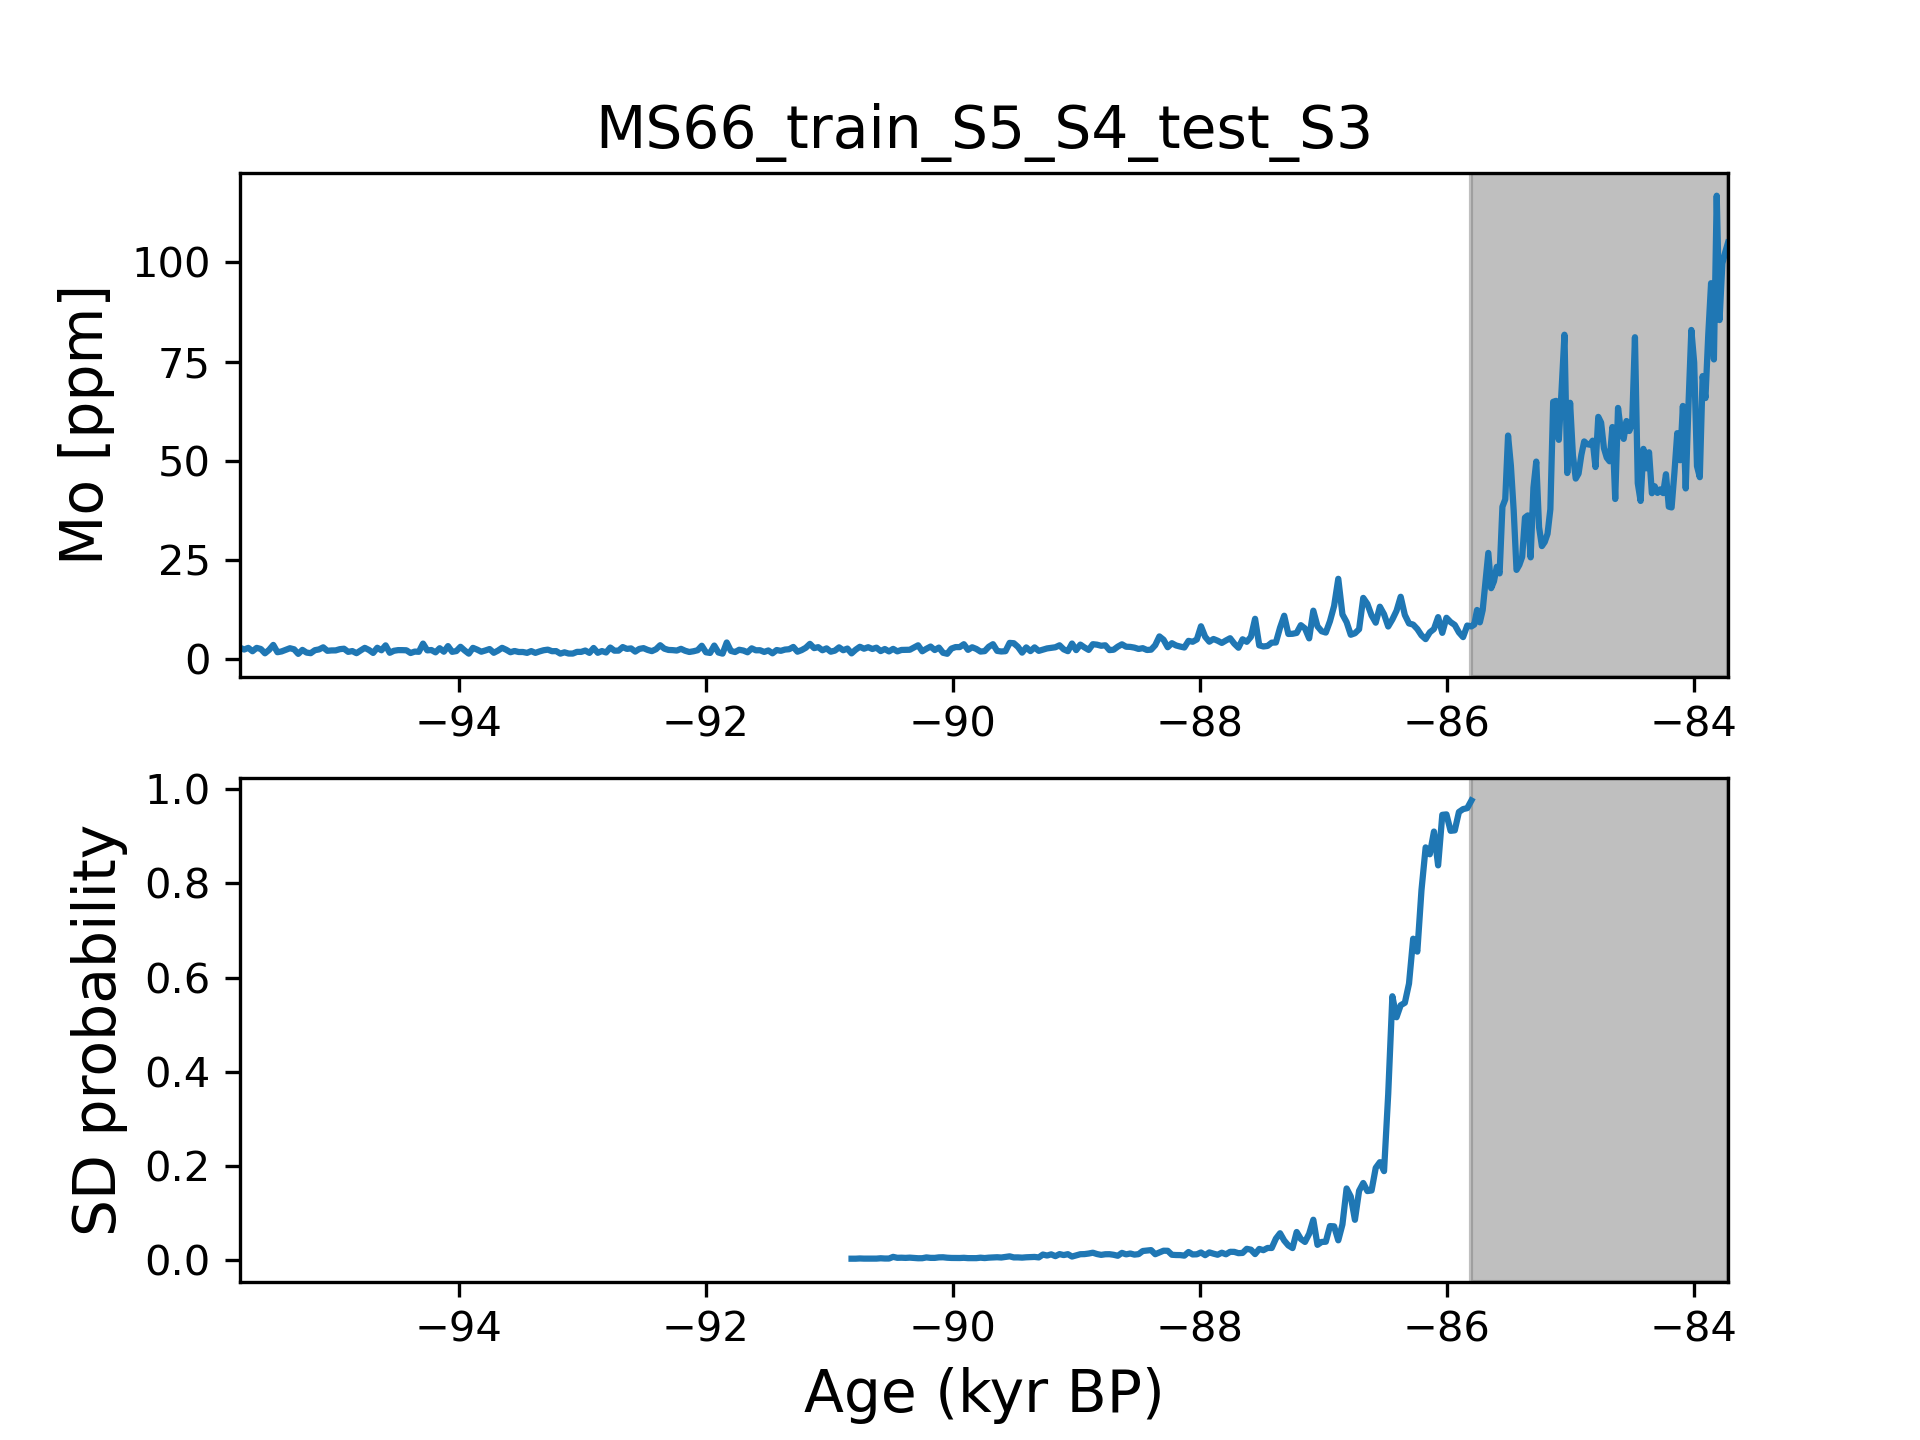 MS66_train_S5_S4_test_S3
Mo [ppm]
100
75
50
25
0
−94 −92 −90 −88 −86 −84
SD probability
1.0
0.8
0.6
0.4
0.2
0.0
−94 −92 −90 −88 −86 −84
Age (kyr BP)